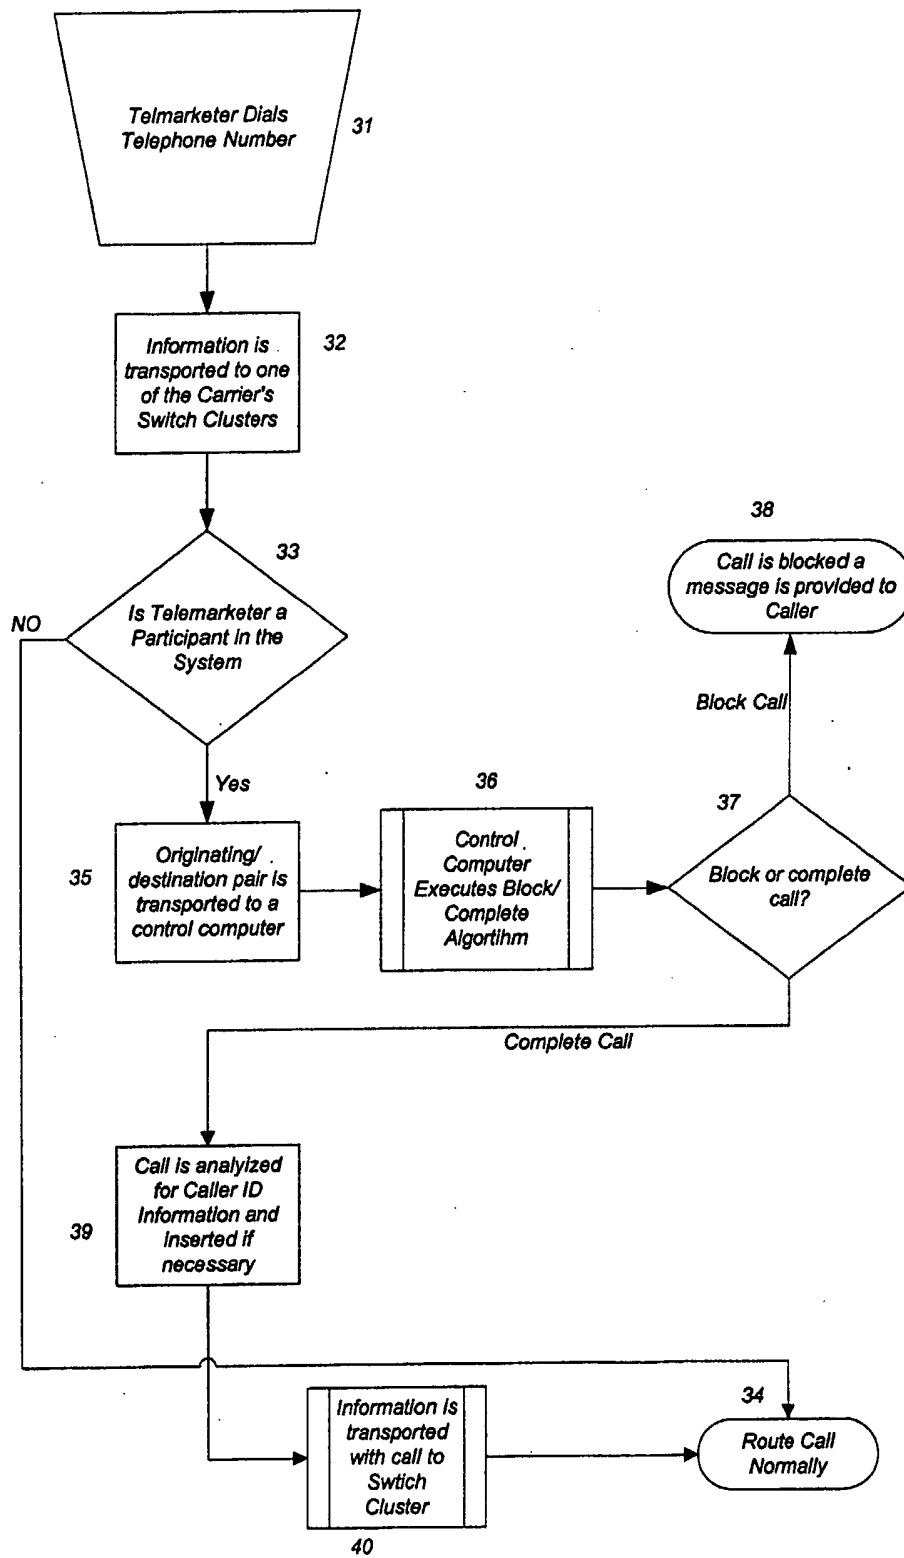 Telmarketer Dials
Telephone Number
31
Information is
transported to one
of the Carrier's
Switch Clusters
32
33
Is Telemarketer a
Participant in the
System
NO
Yes
38
Call is blocked a
message is provided to
Caller
Block Call
35
Originating/
destination pair is
transported to a
control computer
36
Control
Computer
Executes Block/
Complete
Algortihm
37
Block or complete
call?
Complete Call
39
Call is analyized
for Caller ID
Information and
inserted if
necessary
Information is
transported
with call to
Swtich
Cluster
40
34
Route Call
Normally